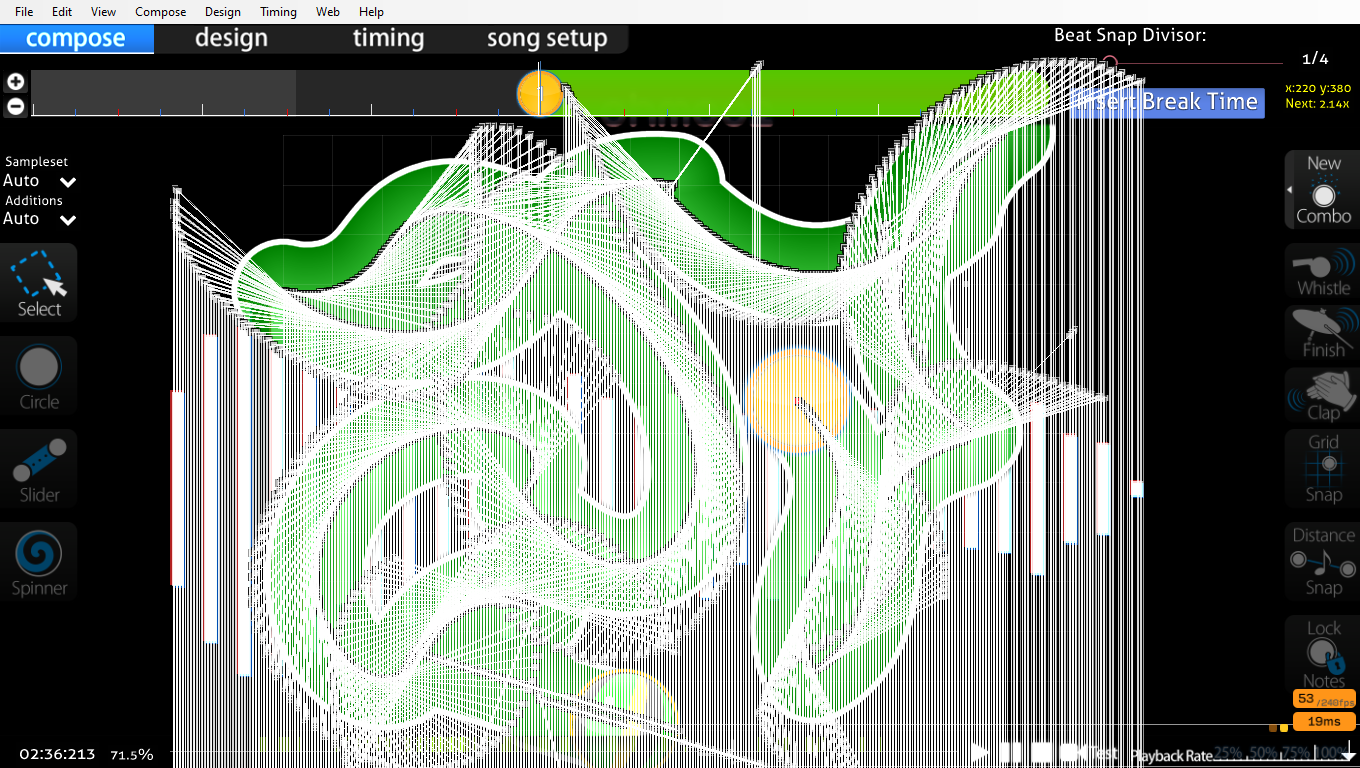 File Edit View Compose Design Timing Web Help
compose design timing song setup
Beat Snap Divisor:
1/4
x:220 y:380
Next: 2.14x
Insert Break Time
Sampleset
Auto
Additions
Auto
Select
Circle
Slider
Spinner
New
Combo
Whistle
Finish
Clap
Grid
Snap
Distance
Snap
Lock
Notes
53 /240fps
19ms
02:36:213 71.5%
Test
Playback Rate 25% 50% 75% 100%